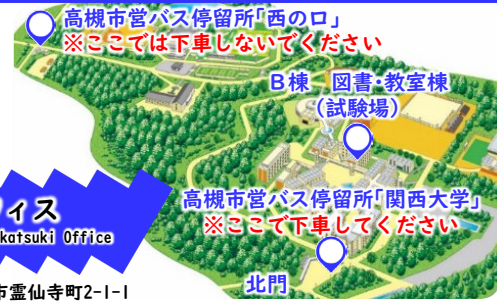 高槻市営バス停留所「西の口」
※ここでは下車しないでください
B棟 図書・教室棟
(試験場)
高槻市営バス停留所「関西大学」
※ここで下車してください
ィス
katsuki Office
北門
市霊仙寺町2-1-1